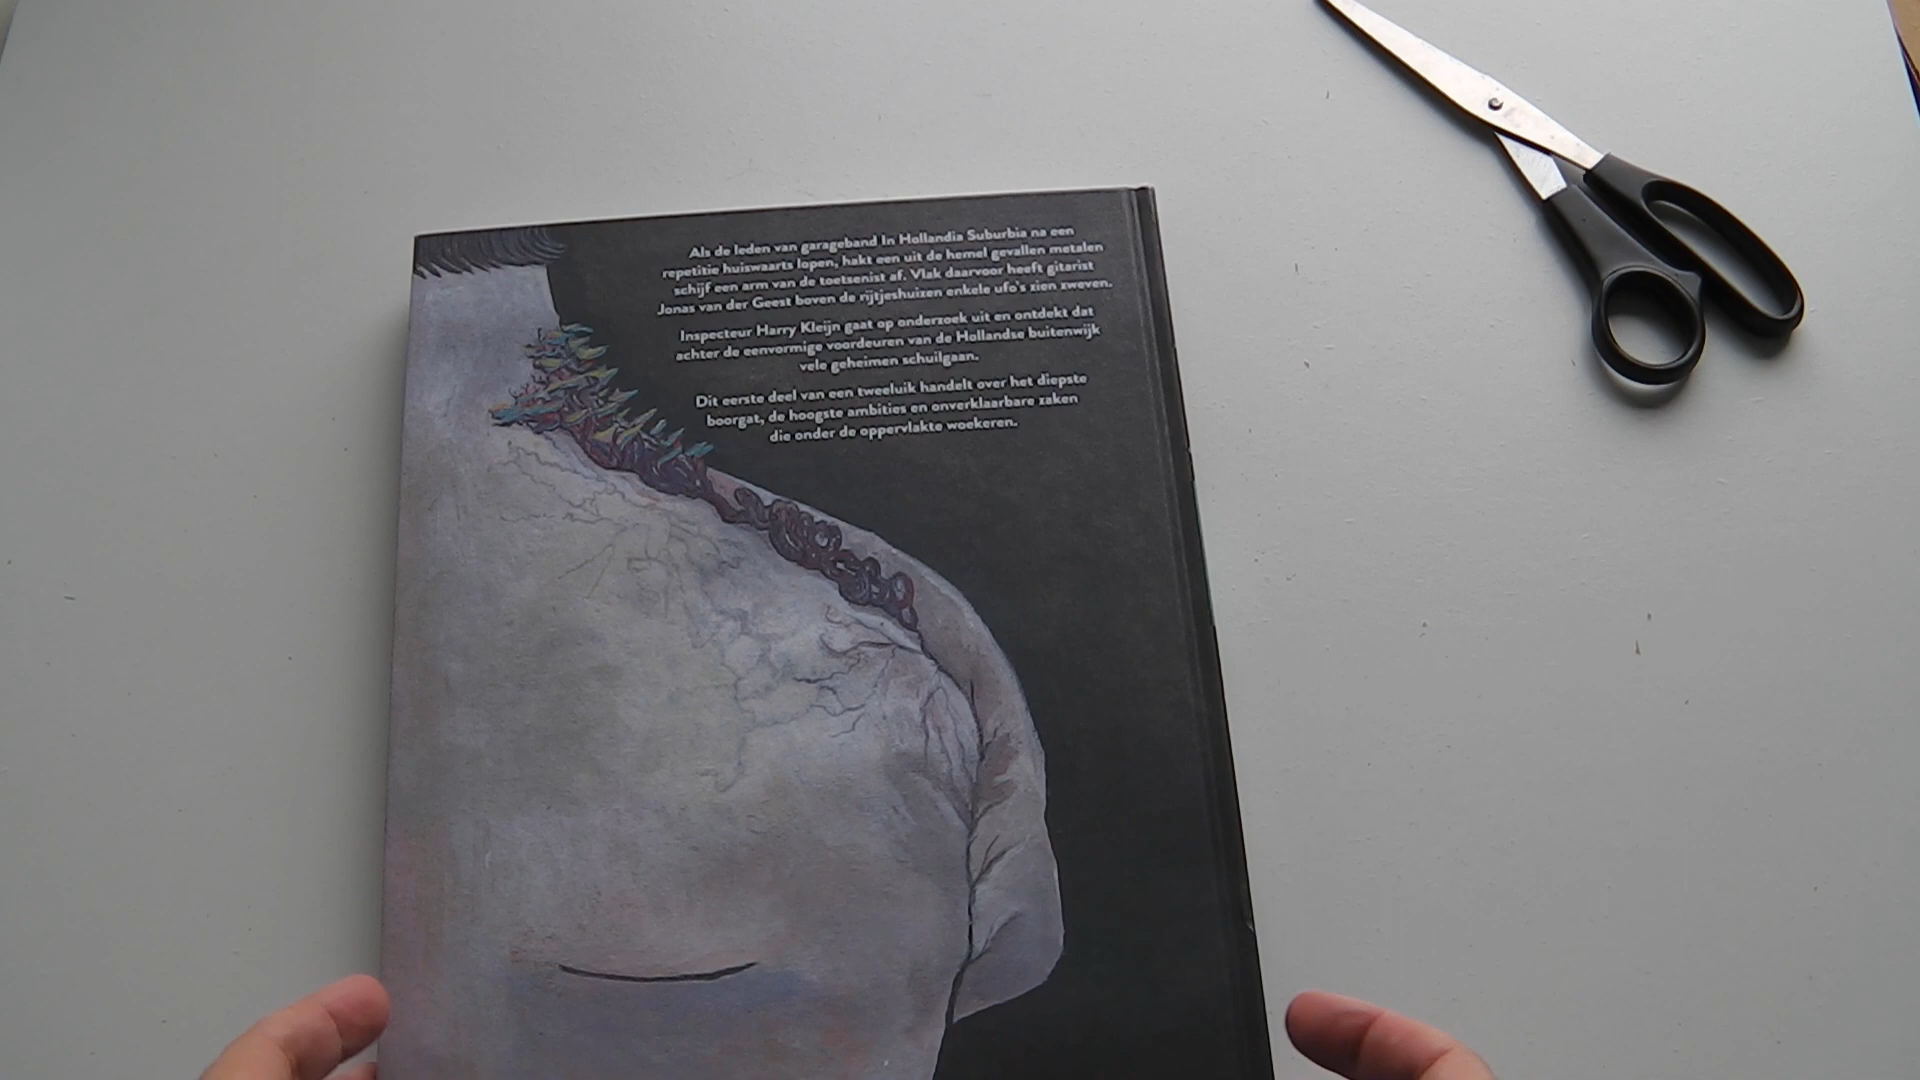 Als de leden van garageband In Hollandia Suburbia na een
repetitie huiswaarts lopen, hakt een uit de hemel gevallen metalen
schijf een arm van de toetsenist af. Vlak daarvoor heeft gitarist
Jonas van der Geest boven de rijtjeshuizen enkele ufo's zien zweven.
Inspecteur Harry Kleijn gaat op onderzoek uit en ontdekt dat
achter de eenvormige voordeuren van de Hollandse buitenwijk
vele geheimen schuilgaan.
Dit eerste deel van een tweeluik handelt over het diepste
boorgat, de hoogste ambities en onverklaarbare zaken
die onder de oppervlakte woekeren.